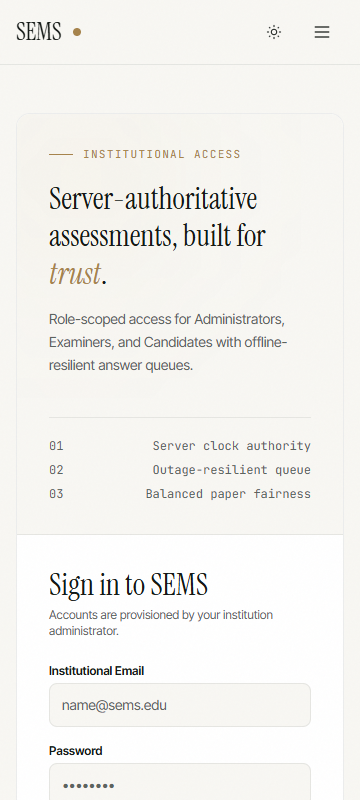 SEMS
INSTITUTIONAL ACCESS
Server-authoritative
assessments, built for
trust.
Role-scoped access for Administrators,
Examiners, and Candidates with offline-
resilient answer queues.
01 Server clock authority
02 Outage-resilient queue
03 Balanced paper fairness
Sign in to SEMS
Accounts are provisioned by your institution
administrator.
Institutional Email
name@sems.edu
Password
••••••••